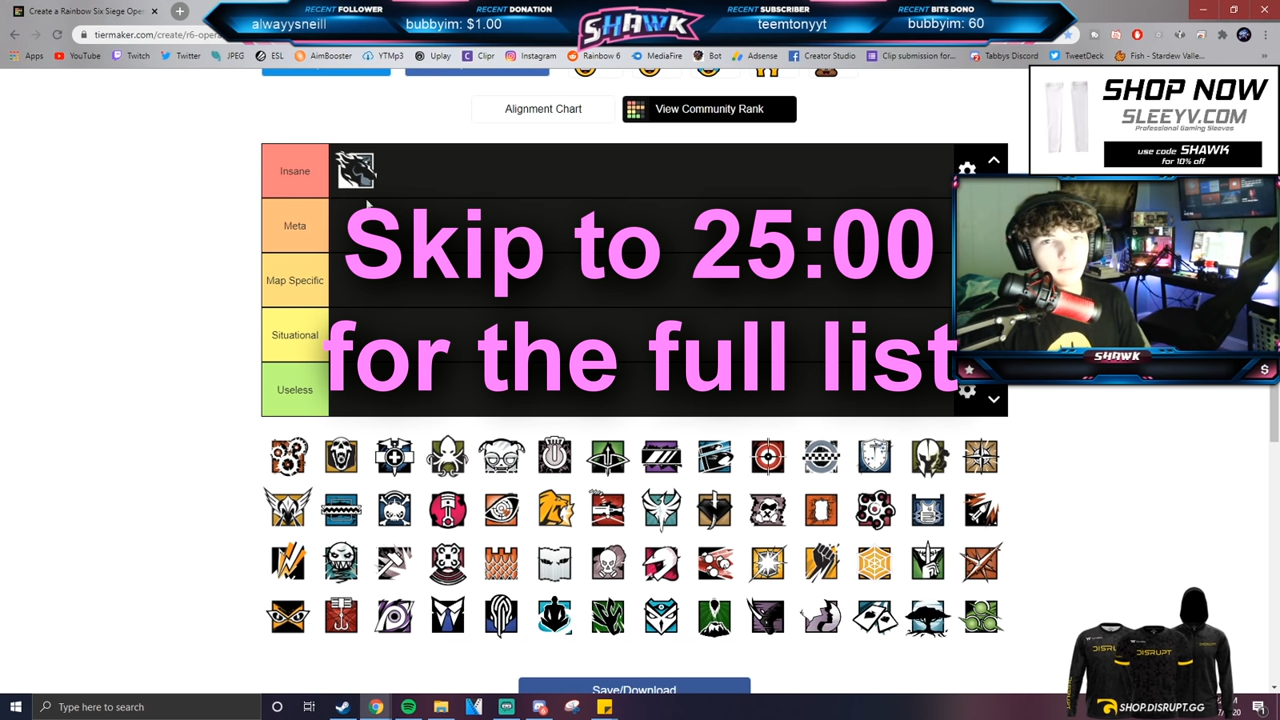 Create a Rainbow Six Siege Oper
RECENT FOLLOWER
alwayysneill
RECENT DONATION
bubbyim: $1.00
SHAWK
RECENT SUBSCRIBER
teemtonyyt
RECENT BITS DONO
bubbyim: 60
tiermaker.com/create/r6-opera
Apps
YouTube
Twitch
Twitter
JPEG
ESL
AimBooster
YTMp3
Uplay
Clipr
Instagram
Rainbow 6
MediaFire
Bot
Adsense
Creator Studio
Clip submission for...
Tabbys Discord
TweetDeck
Fish - Stardew Valle...
Alignment Chart
View Community Rank
SHOP NOW
SLEEYV.COM
Professional Gaming Sleeves
use code SHAWK
for 10% off
Insane
Meta
Map Specific
Situational
Useless
Skip to 25:00
for the full list
SHAWK
$
Save/Download
DISRUPT
SHOP.DISRUPT.GG
Type here to search